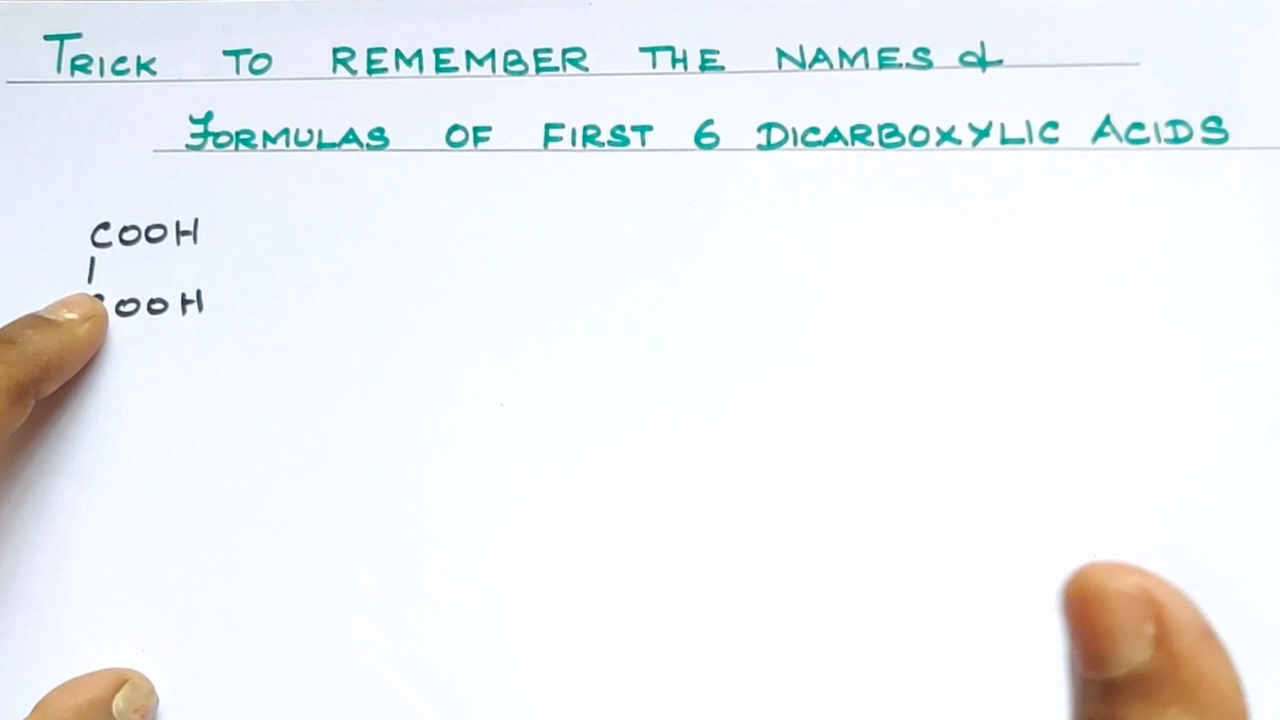 TRICK TO REMEMBER THE NAMES &
FORMULAS OF FIRST 6 DICARBOXYLIC ACIDS
COOH
|
OOH